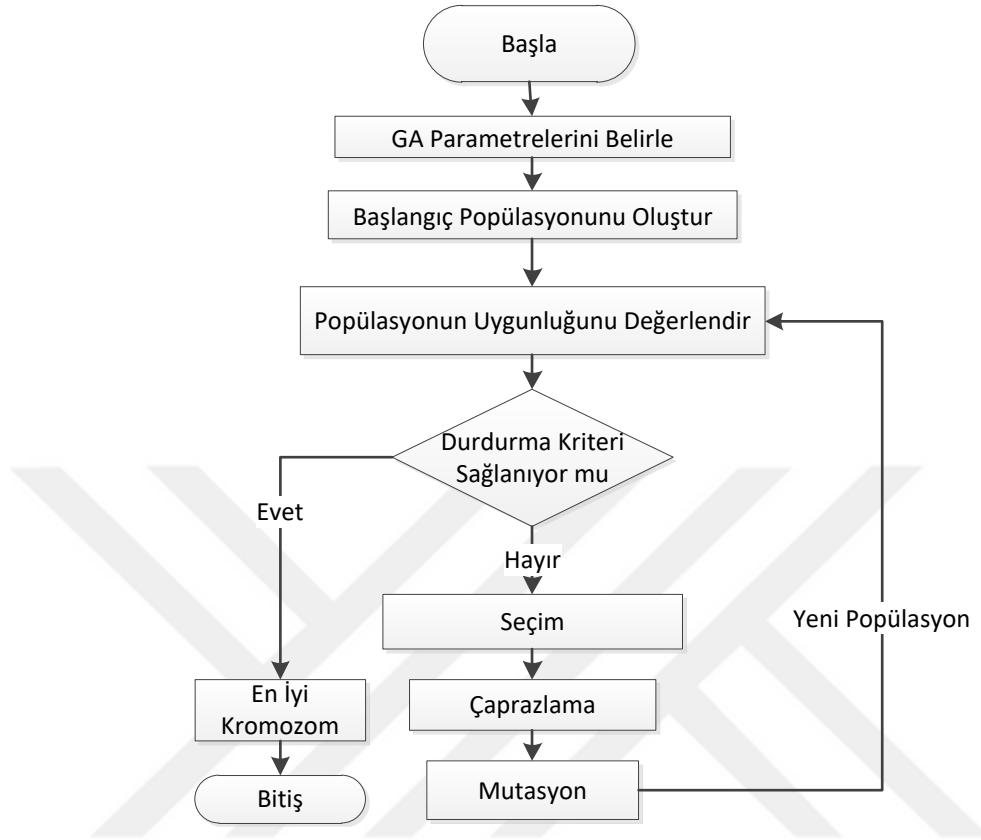 Başla
GA Parametrelerini Belirle
Başlangıç Popülasyonunu Oluştur
Popülasyonun Uygunluğunu Değerlendir
Durdurma Kriteri
Sağlanıyor mu
Evet
Hayır
Seçim
Yeni Popülasyon
En İyi
Kromozom
Çaprazlama
Mutasyon
Bitiş